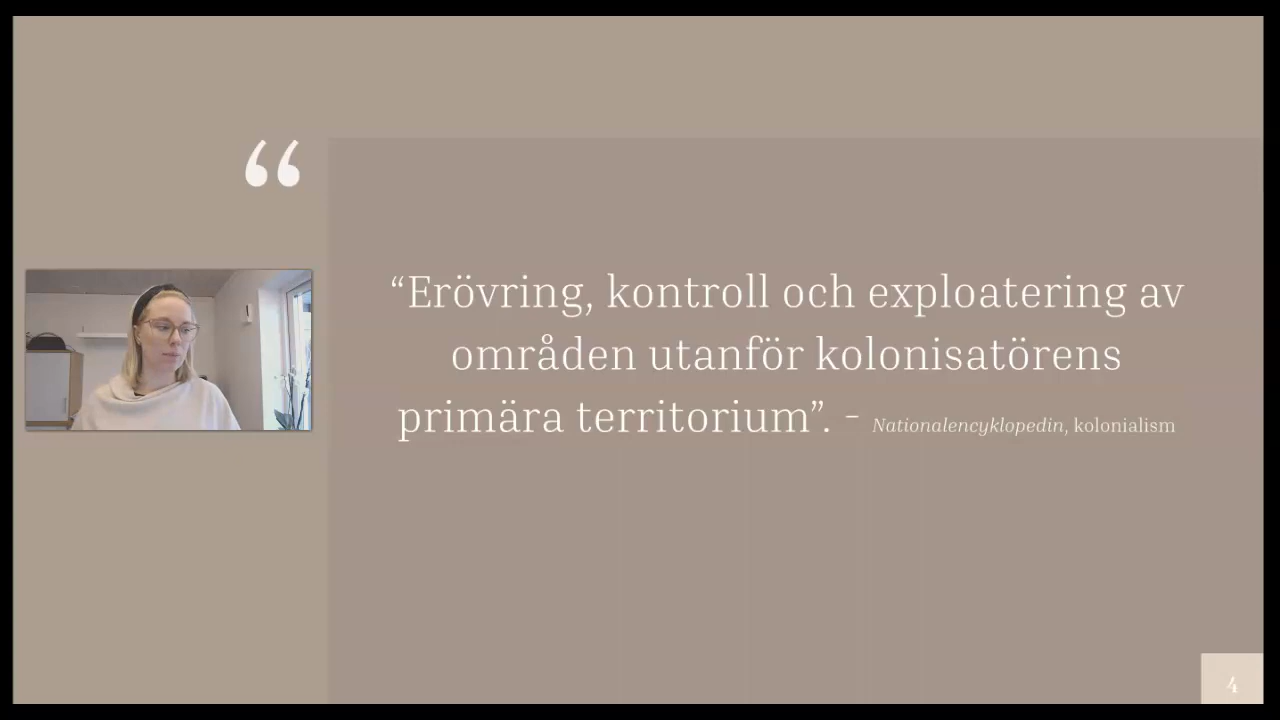 “
“Erövring, kontroll och exploatering av
områden utanför kolonisatörens
primära territorium”. – Nationalencyklopedin, kolonialism
4